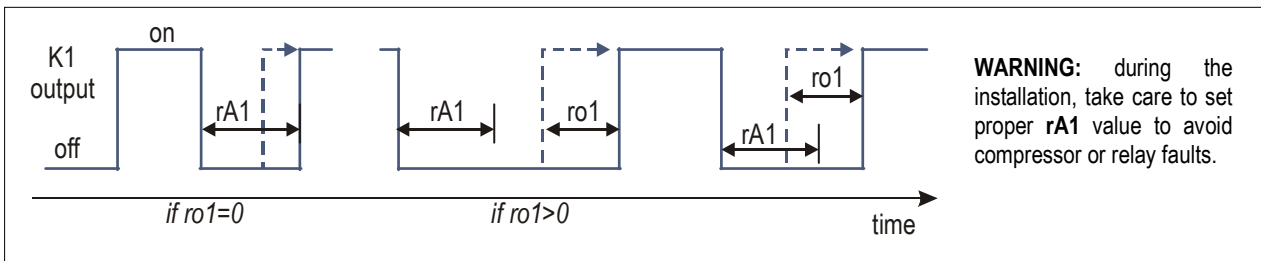 on
K1
output
off
rA1
rA1
ro1
rA1
ro1
if ro1=0
if ro1>0
time
WARNING: during the
installation, take care to set
proper rA1 value to avoid
compressor or relay faults.